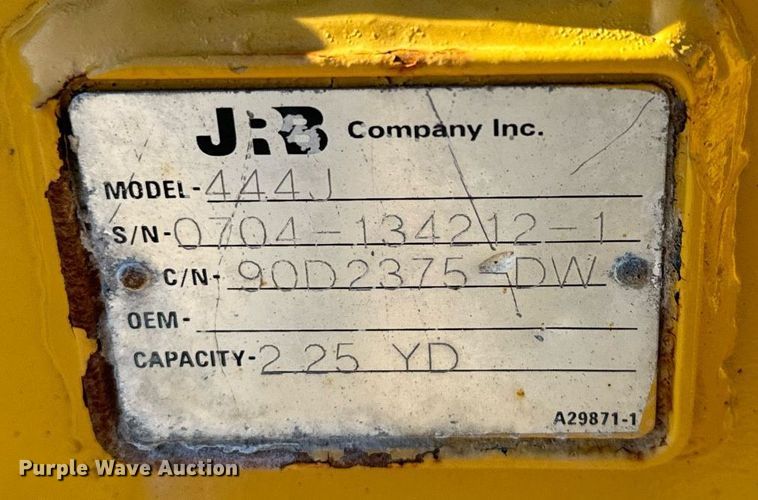 JRB Company Inc.
MODEL-444J
S/N-0704-134212-1
C/N-90D2375-DW
OEM-
CAPACITY-2.25 YD
A29871-1
Purple Wave Auction